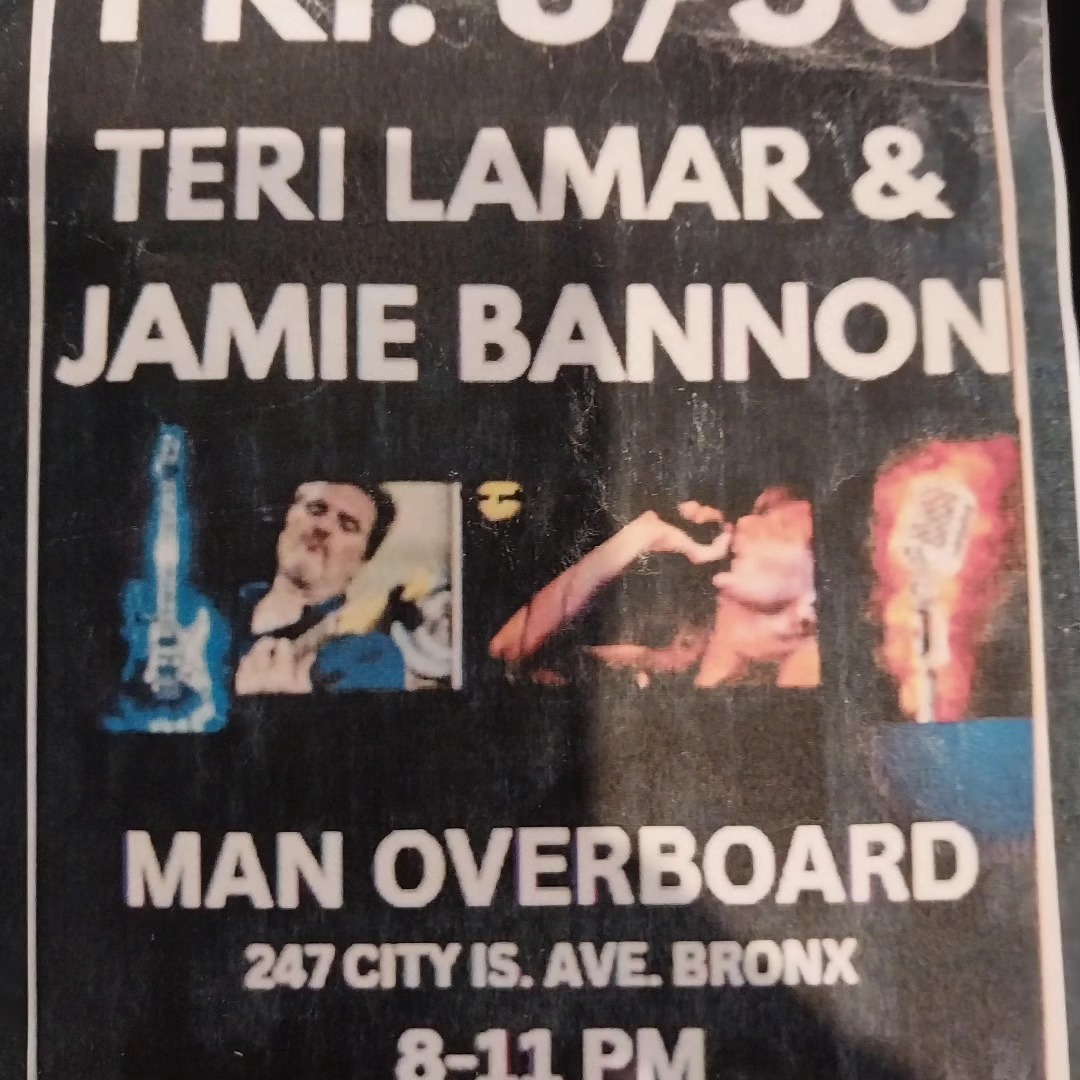 TERI LAMAR &
JAMIE BANNON
MAN OVERBOARD
247 CITY IS. AVE. BRONX
8-11 PM